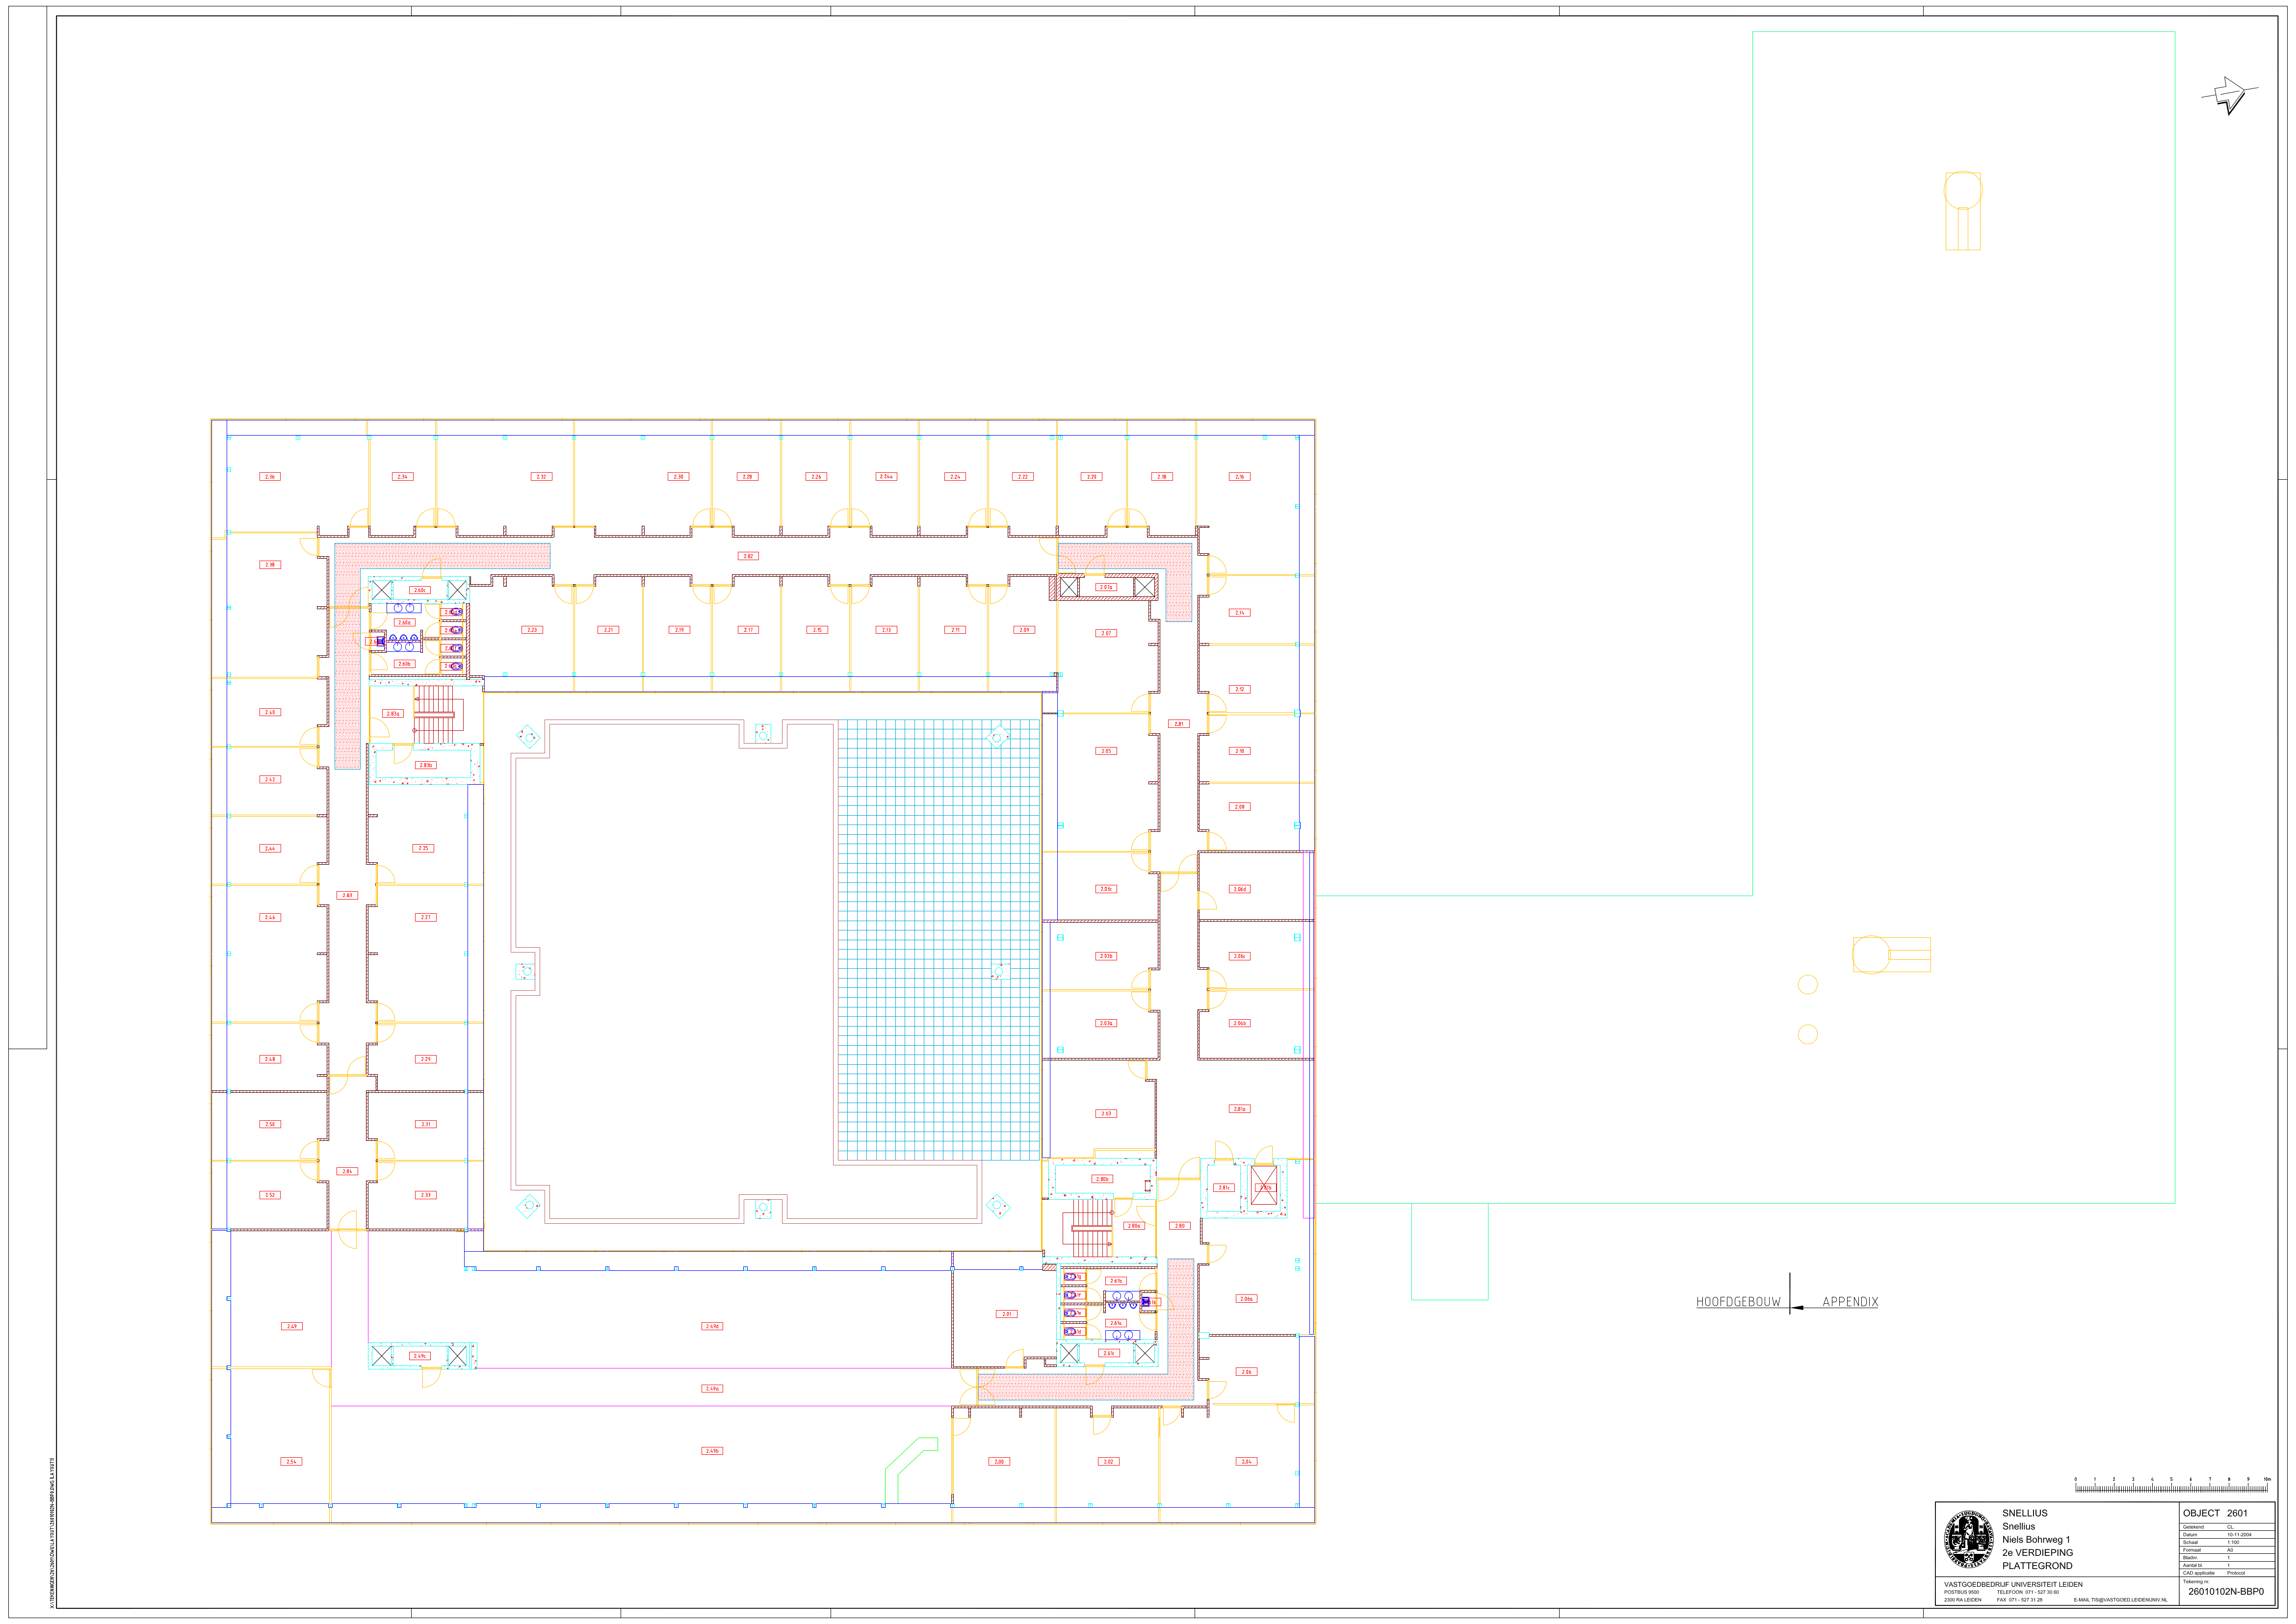 2.36 2.34 2.32 2.30 2.28 2.26 2.24a 2.24 2.22 2.20 2.18 2.16
2.82
2.38
2.60c
2.07a
2.60a
2.14
2.23 2.21 2.19 2.17 2.15 2.13 2.11 2.09 2.07
2.60b
2.12
2.40
2.83a
2.81
2.05 2.10
2.83b
2.42
2.08
2.44 2.25
2.83
2.06e 2.06d
2.46 2.27
2.03b 2.06c
2.03a 2.06b
2.48 2.29
2.03 2.81a
2.50 2.31
2.84
2.80b
2.81c
2.52 2.33
2.80a 2.80
2.61b
2.06a
HOOFDGEBOUW APPENDIX
2.01
2.61a
2.49 2.49d
2.49c 2.61c
2.06
2.49a
2.49b
2.54 2.00 2.02 2.04
0 1 2 3 4 5 6 7 8 9 10m
SNELLIUS
Snellius
Niels Bohrweg 1
2e VERDIEPING
PLATTEGROND
OBJECT 2601
Getekend CL.
Datum 10-11-2004
Schaal 1:100
Formaat A0
Bladnr. 1
Aantal bl. 1
CAD applicatie Protocol
Tekening nr.
26010102N-BBP0
VASTGOEDBEDRIJF UNIVERSITEIT LEIDEN
POSTBUS 9500 TELEFOON 071 - 527 30 60
2300 RA LEIDEN FAX 071 - 527 31 28 E-MAIL TIS@VASTGOED.LEIDENUNIV.NL